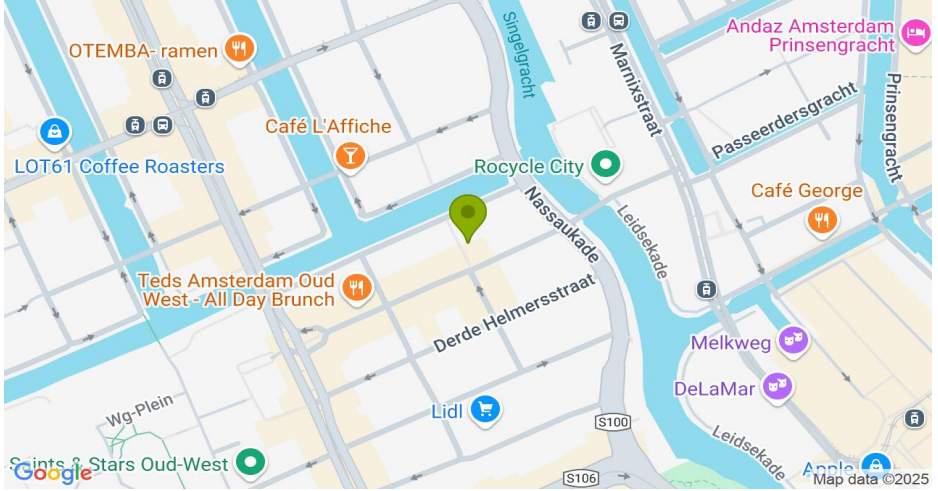 Andaz Amsterdam
Prinsengracht
OTEMBA- ramen
Singelgracht
Marnixstraat
Prinsengracht
Passeerdersgracht
Café L'Affiche
LOT61 Coffee Roasters
Rocycle City
Café George
Nassaukade
Leidsekade
Teds Amsterdam Oud
West - All Day Brunch
Derde Helmersstraat
Melkweg
DeLaMar
Wg-Plein
Lidl
S100
Leidsekade
Saints & Stars Oud-West
Apple
Google
S106
Map data ©2025